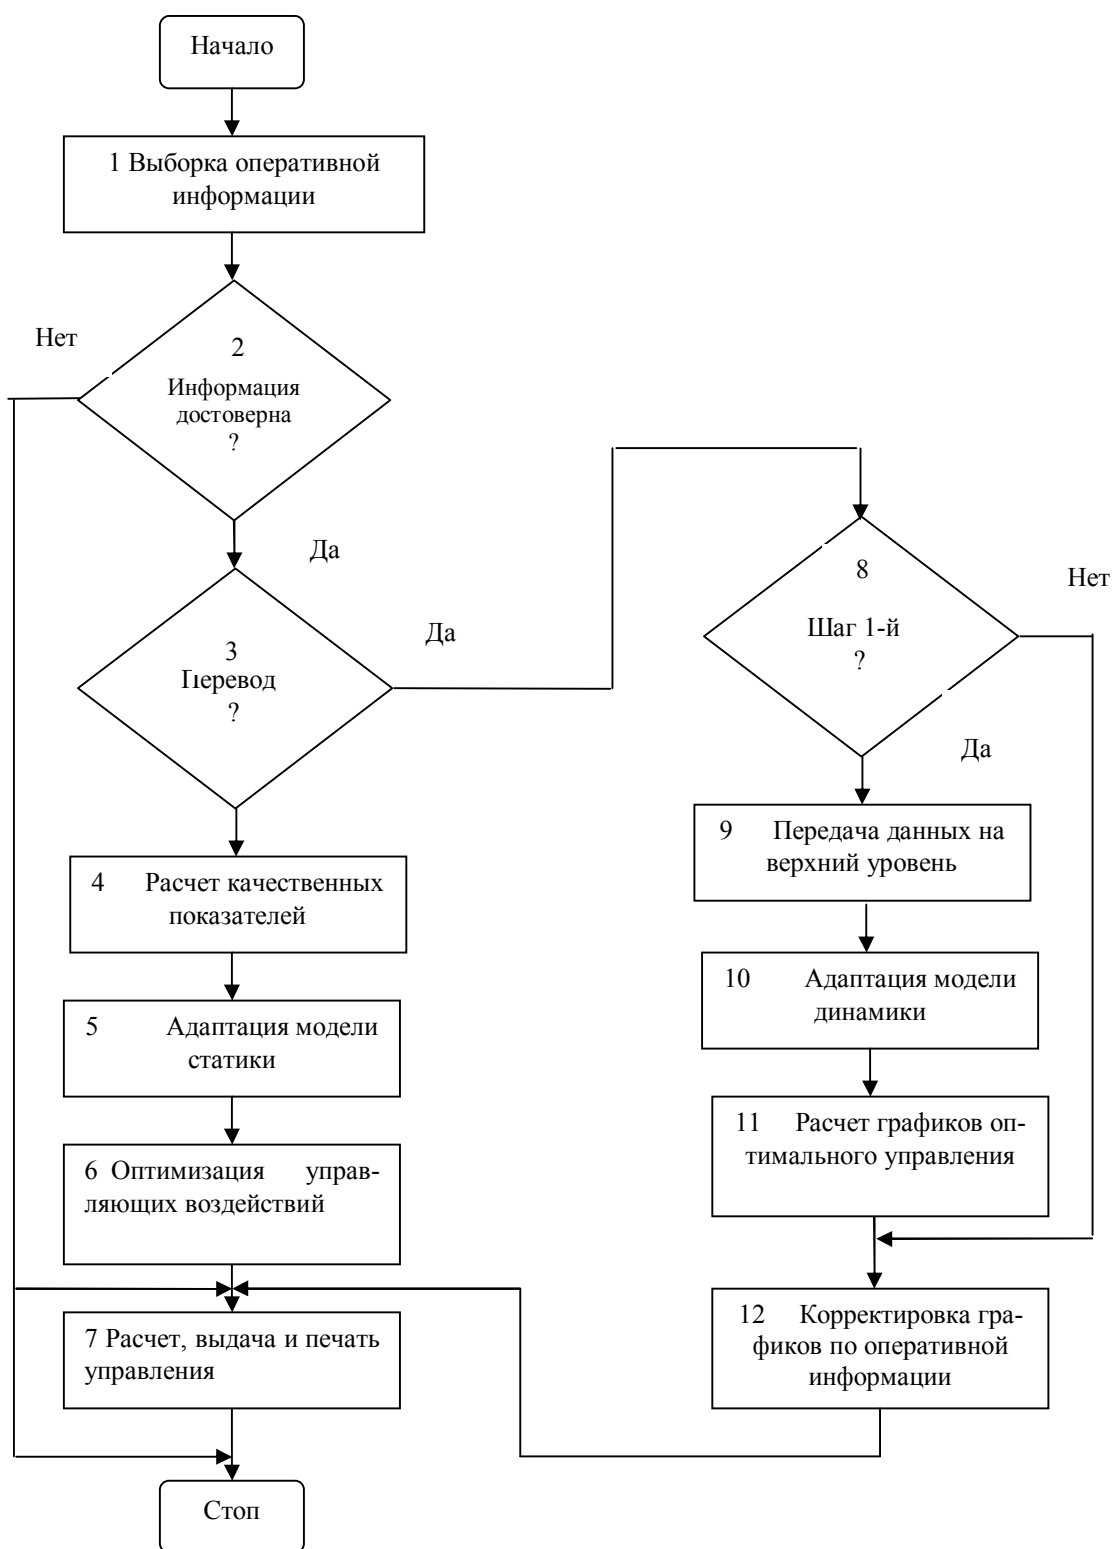 Начало
1 Выборка оперативной
информации
Нет
2
Информация
достоверна
?
Да
3
Перевод
?
Да
4 Расчет качественных
показателей
5 Адаптация модели
статики
6 Оптимизация управ-
ляющих воздействий
7 Расчет, выдача и печать
управления
Стоп
8
Шаг 1-й
?
Нет
Да
9 Передача данных на
верхний уровень
10 Адаптация модели
динамики
11 Расчет графиков оп-
тимального управления
12 Корректировка гра-
фиков по оперативной
информации